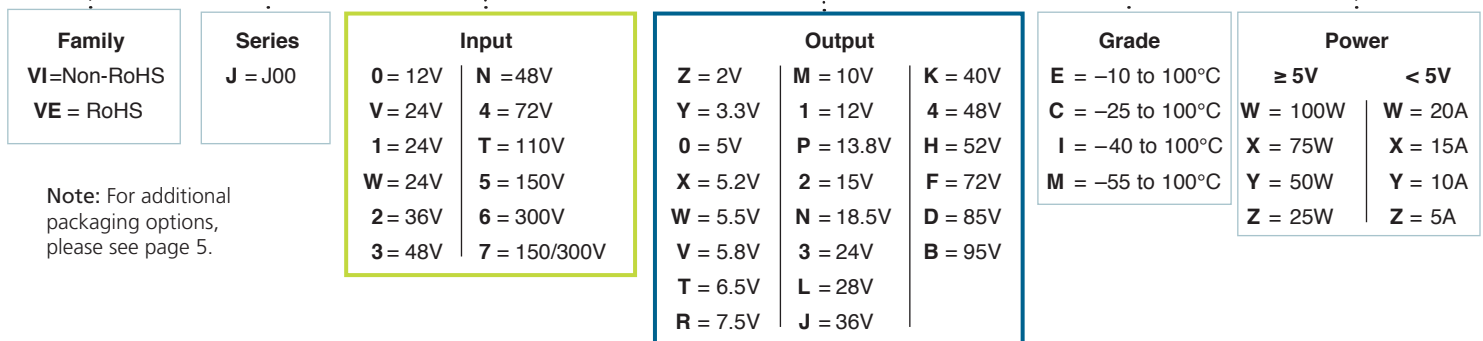 Family
VI=Non-RoHS
VE = RoHS
Series
J = J00
Input
0 = 12V
V = 24V
1 = 24V
W = 24V
2 = 36V
3 = 48V
N =48V
4 = 72V
T = 110V
5 = 150V
6 = 300V
7 = 150/300V
Output
Z = 2V
Y = 3.3V
0 = 5V
X = 5.2V
W = 5.5V
V = 5.8V
T = 6.5V
R = 7.5V
M = 10V
1 = 12V
P = 13.8V
2 = 15V
N = 18.5V
3 = 24V
L = 28V
J = 36V
K = 40V
4 = 48V
H = 52V
F = 72V
D = 85V
B = 95V
Grade
E = –10 to 100°C
C = –25 to 100°C
I = –40 to 100°C
M = –55 to 100°C
Power
≥ 5V
W = 100W
X = 75W
Y = 50W
Z = 25W
< 5V
W = 20A
X = 15A
Y = 10A
Z = 5A
Note: For additional
packaging options,
please see page 5.